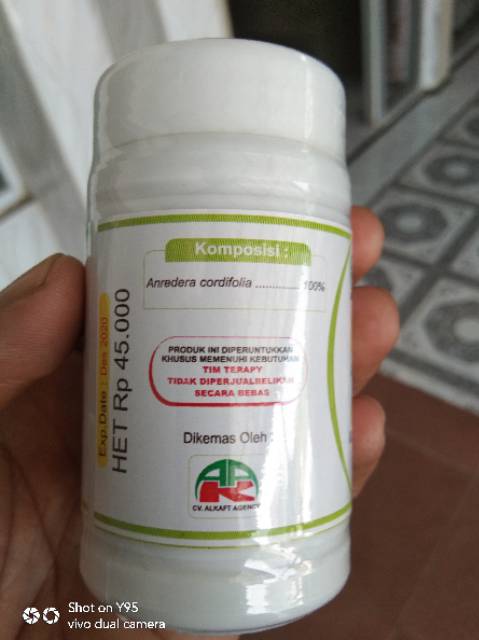 Komposisi :
Anredera cordifolia ................ 100%
PRODUK INI DIPERUNTUKKAN
KHUSUS MEMENUHI KEBUTUHAN
TIM TERAPY
TIDAK DIPERJUALBELIKAN
SECARA BEBAS
Dikemas Oleh :
CV. ALKAFT AGENCY
Exp.Date : Des 2020
HET Rp 45.000
Shot on Y95
vivo dual camera